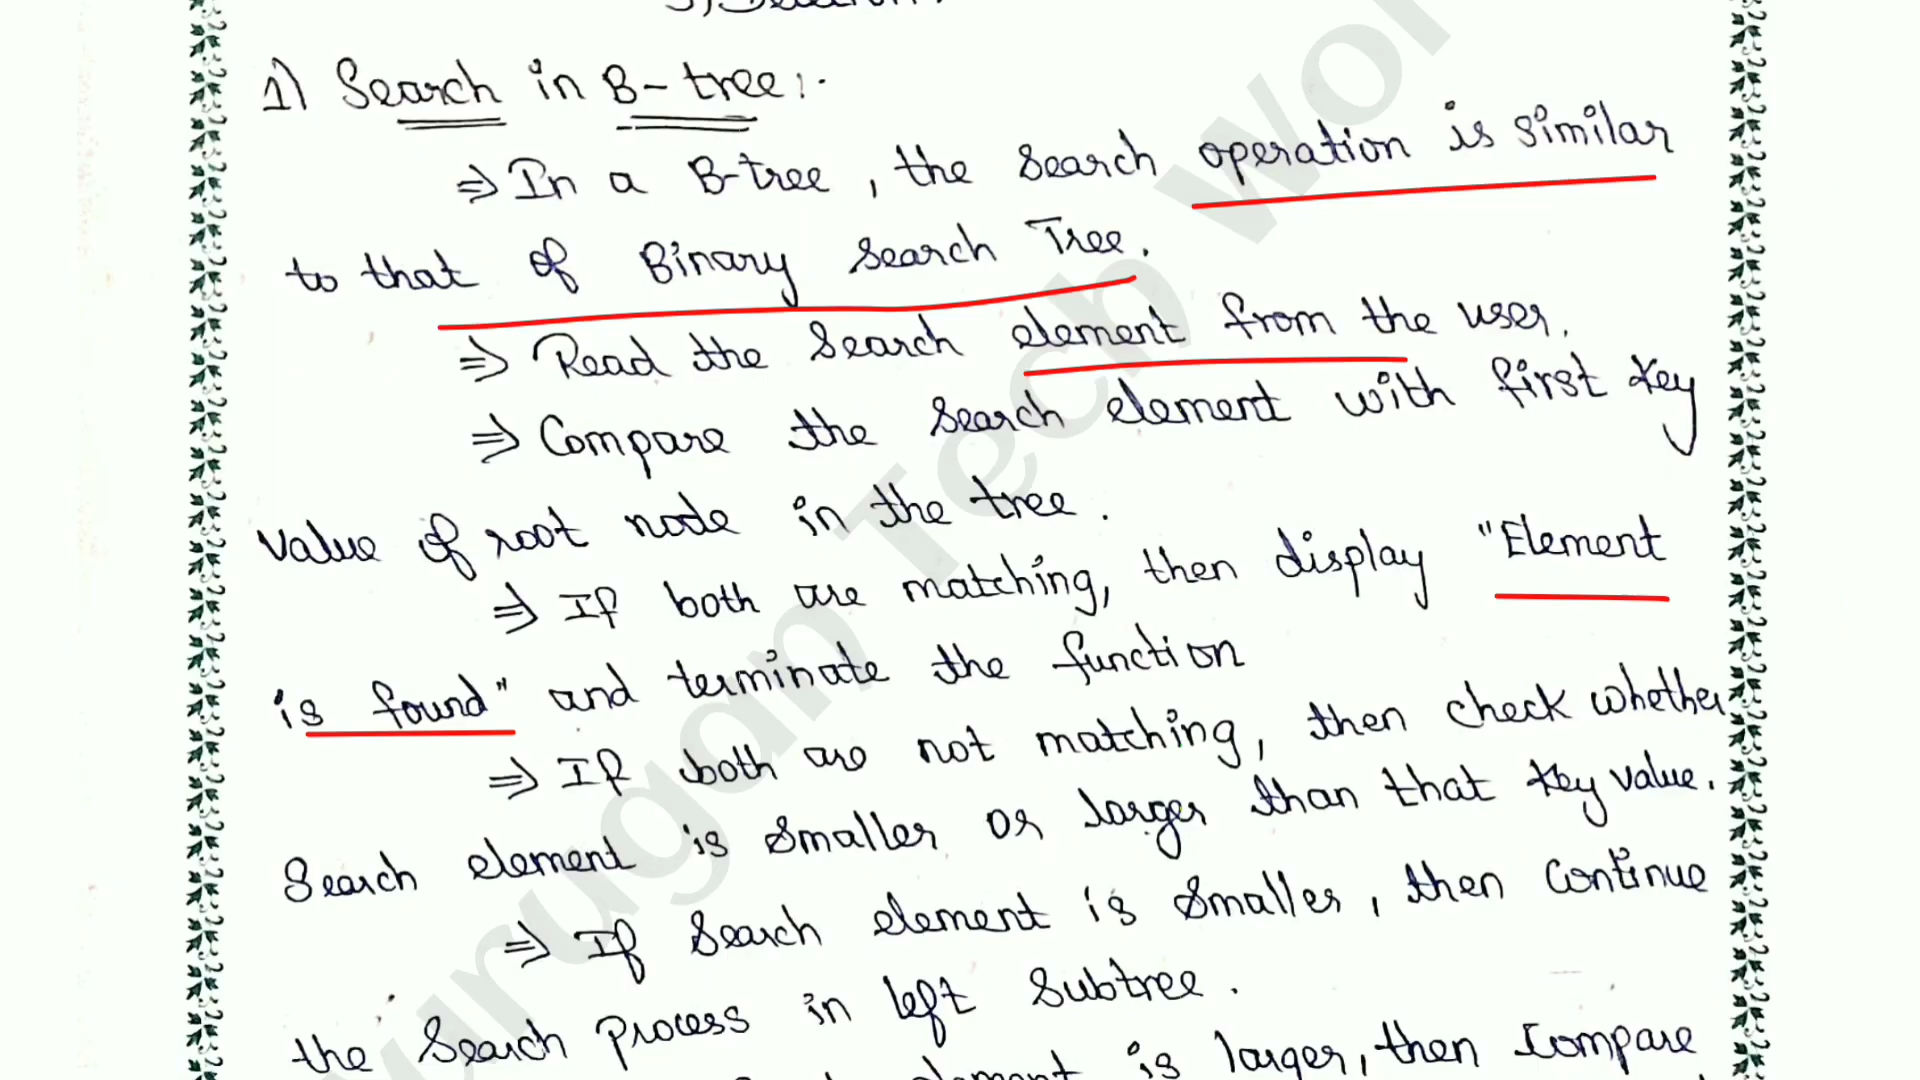 1) Search in B-tree:-
⇒ In a B-tree, the search operation is similar
to that of Binary Search Tree.
⇒ Read the search element from the user.
⇒ Compare the search element with first key
value of root node in the tree.
⇒ If both are matching, then display "Element
is found" and terminate the function
⇒ If both are not matching, then check whether
Search element is smaller or larger than that key value.
⇒ If search element is smaller, then continue
the search process in left subtree.
element is larger, then compare